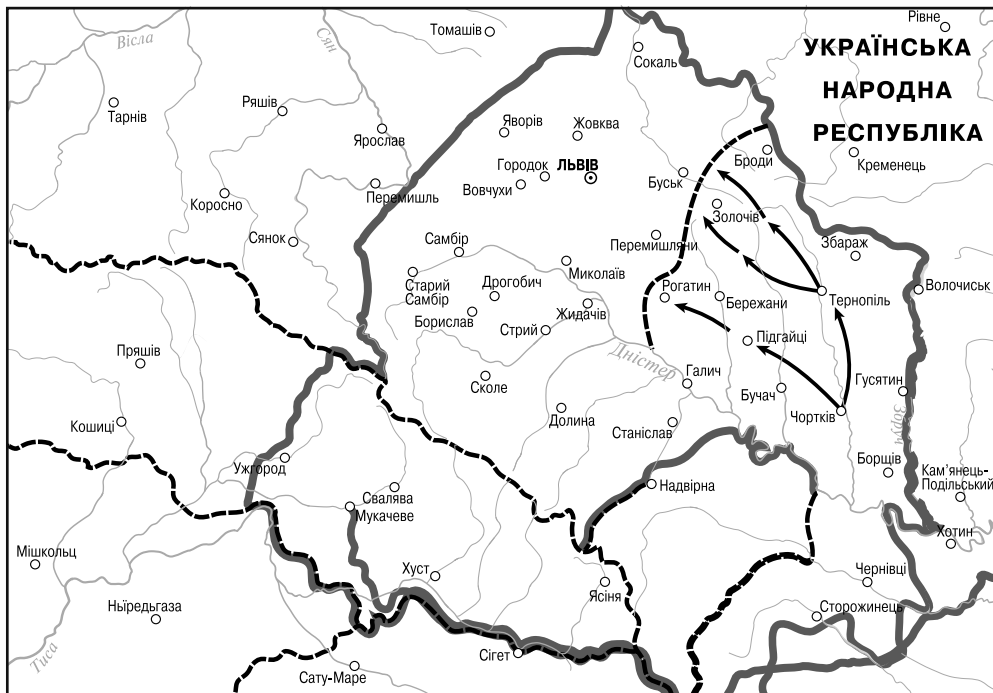 Вісла
Сян
Томашів
Рівне
УКРАЇНСЬКА
НАРОДНА
РЕСПУБЛІКА
Сокаль
Тарнів
Ряшів
Ярослав
Яворів
Жовква
Броди
Кременець
Городок
ЛЬВІВ
Вовчухи
Буськ
Коросно
Перемишль
Золочів
Сянок
Самбір
Перемишляни
Збараж
Старий
Самбір
Дрогобич
Миколаїв
Рогатин
Бережани
Тернопіль
Волочиськ
Борислав
Жидачів
Стрий
Підгайці
Пряшів
Дністер
Сколе
Галич
Бучач
Гусятин
Чортків
Збруч
Кошиці
Долина
Станіслав
Ужгород
Борщів
Кам’янець-
Подільський
Свалява
Мукачеве
Надвірна
Хотин
Мішкольц
Хуст
Ясіня
Чернівці
Ньїредьгаза
Сторожинець
Тиса
Сату-Маре
Сігет